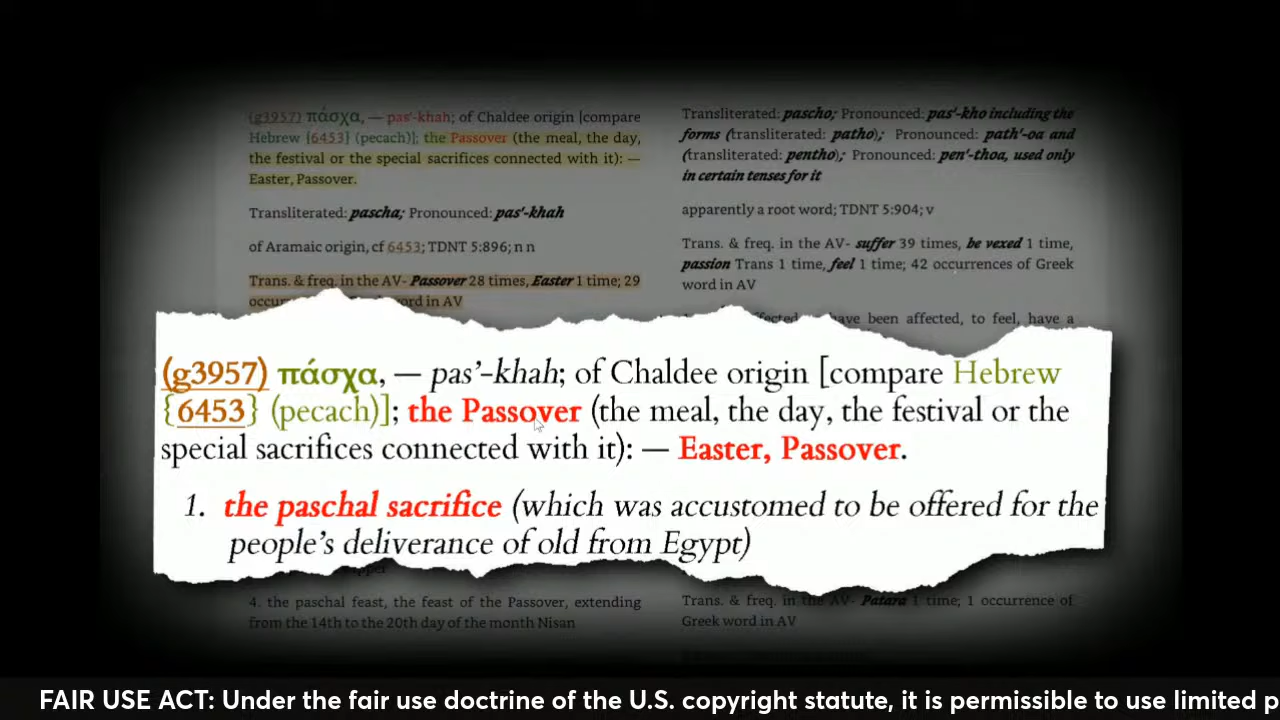 (g3957) πάσχα, — pas'-khah; of Chaldee origin [compare
Hebrew {6453} (pecach)]; the Passover (the meal, the day,
the festival or the special sacrifices connected with it): —
Easter, Passover.
Transliterated: pascha; Pronounced: pas'-khah
of Aramaic origin, cf 6453; TDNT 5:896; n n
Trans. & freq. in the AV- Passover 28 times, Easter 1 time; 29
word in AV
Transliterated: pascho; Pronounced: pas'-kho including the
forms (transliterated: patho); Pronounced: path'-oa and
(transliterated: pentho); Pronounced: pen'-thoa, used only
in certain tenses for it
apparently a root word; TDNT 5:904; v
Trans. & freq. in the AV- suffer 39 times, be vexed 1 time,
passion Trans 1 time, feel 1 time; 42 occurrences of Greek
word in AV
have been affected, to feel, have a
(g3957) πάσχα, — pas’-khah; of Chaldee origin [compare Hebrew
{6453} (pecach)]; the Passover (the meal, the day, the festival or the
special sacrifices connected with it): — Easter, Passover.
1. the paschal sacrifice (which was accustomed to be offered for the
people’s deliverance of old from Egypt)
4. the paschal feast, the feast of the Passover, extending
from the 14th to the 20th day of the month Nisan
Trans. & freq. in the AV- Patara 1 time; 1 occurrence of
Greek word in AV
FAIR USE ACT: Under the fair use doctrine of the U.S. copyright statute, it is permissible to use limited p